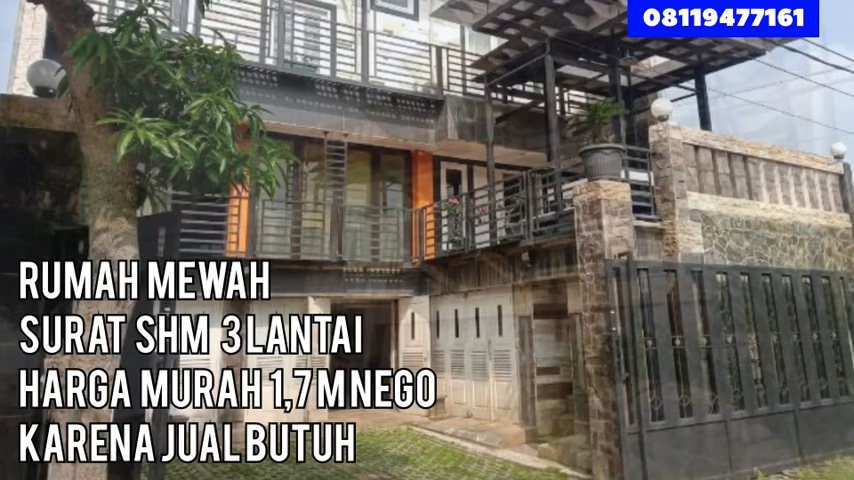 08119477161
RUMAH MEWAH
SURAT SHM 3 LANTAI
HARGA MURAH 1,7 M NEGO
KARENA JUAL BUTUH